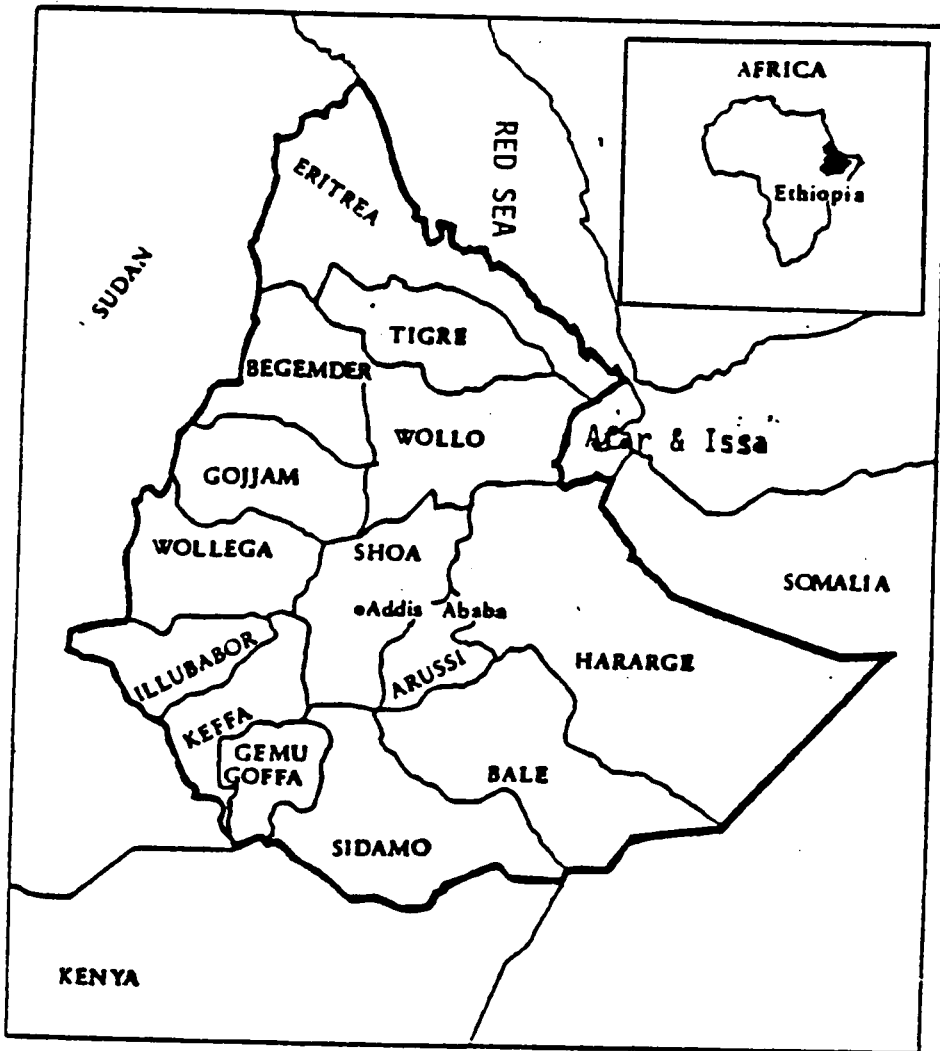 AFRICA
Ethiopia
RED SEA
ERITREA
SUDAN
TIGRE
BEGEMDER
WOLLO
Afar & Issa
GOJJAM
WOLLEGA
SHOA
SOMALIA
Addis Ababa
ILLUBABOR
ARUSSI
HARARGE
KEFFA
GEMU
GOFFA
BALE
SIDAMO
KENYA